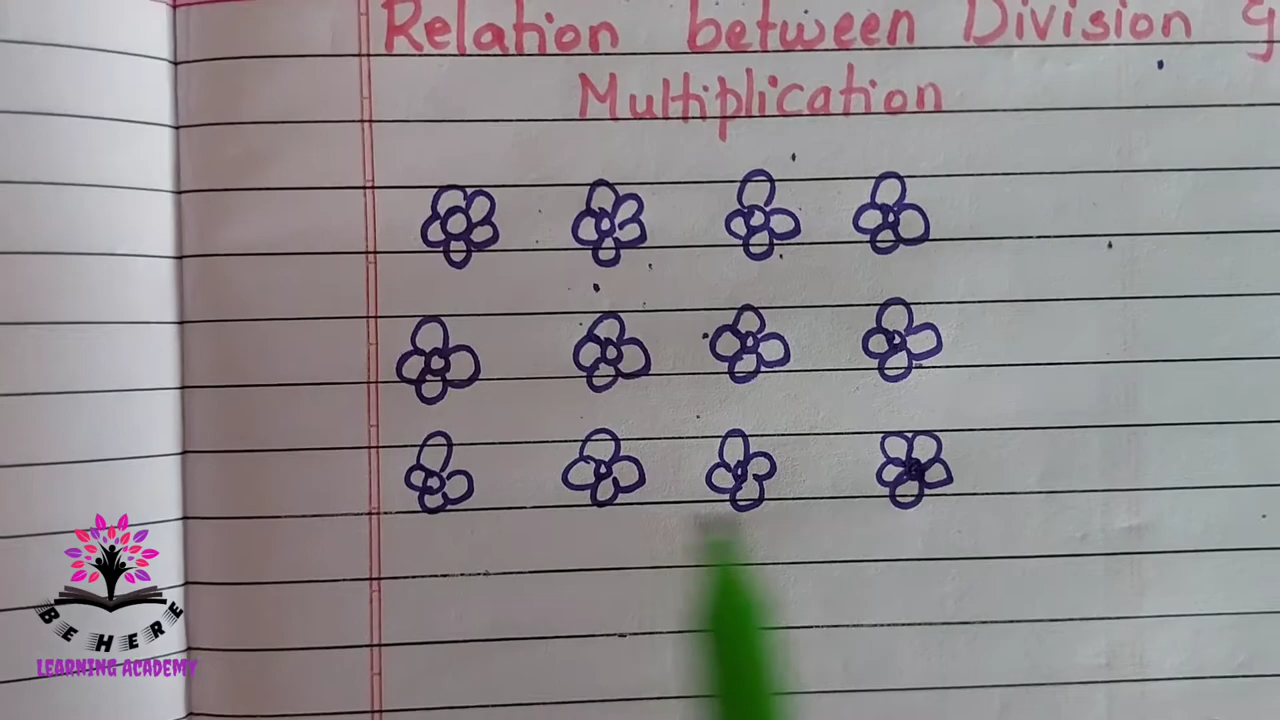 Relation between Division &
Multiplication
BE HERE
LEARNING ACADEMY